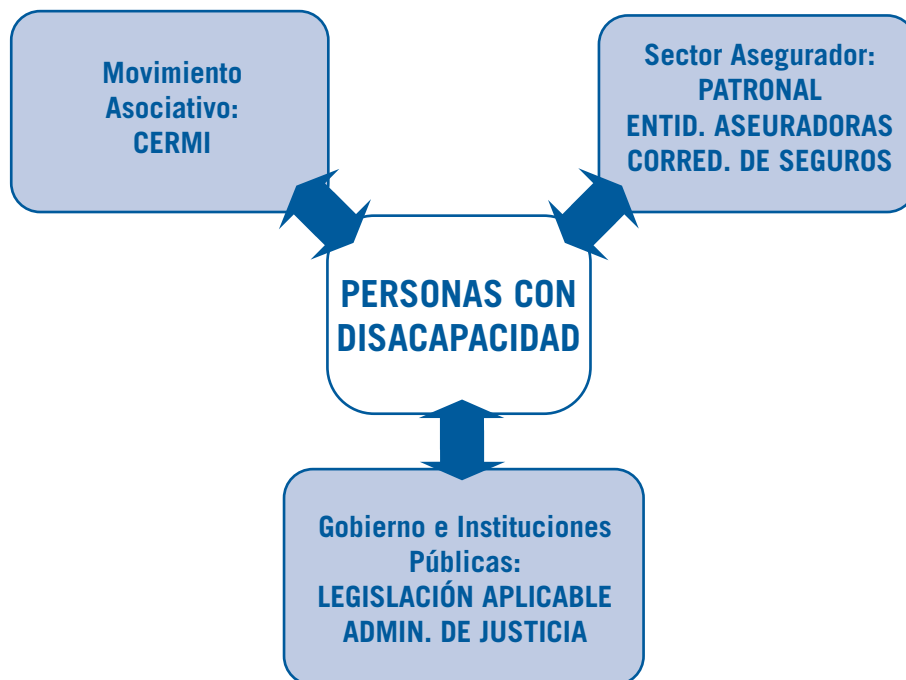 Movimiento
Asociativo:
CERMI
Sector Asegurador:
PATRONAL
ENTID. ASEURADORAS
CORRED. DE SEGUROS
PERSONAS CON
DISACAPACIDAD
Gobierno e Instituciones
Públicas:
LEGISLACIÓN APLICABLE
ADMIN. DE JUSTICIA